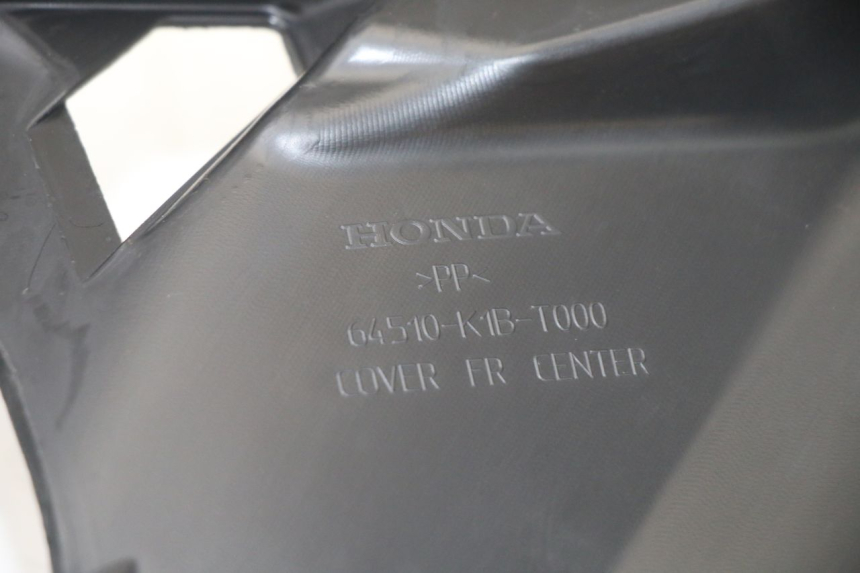 HONDA
>PP<
64510-K1B-T000
COVER FR CENTER